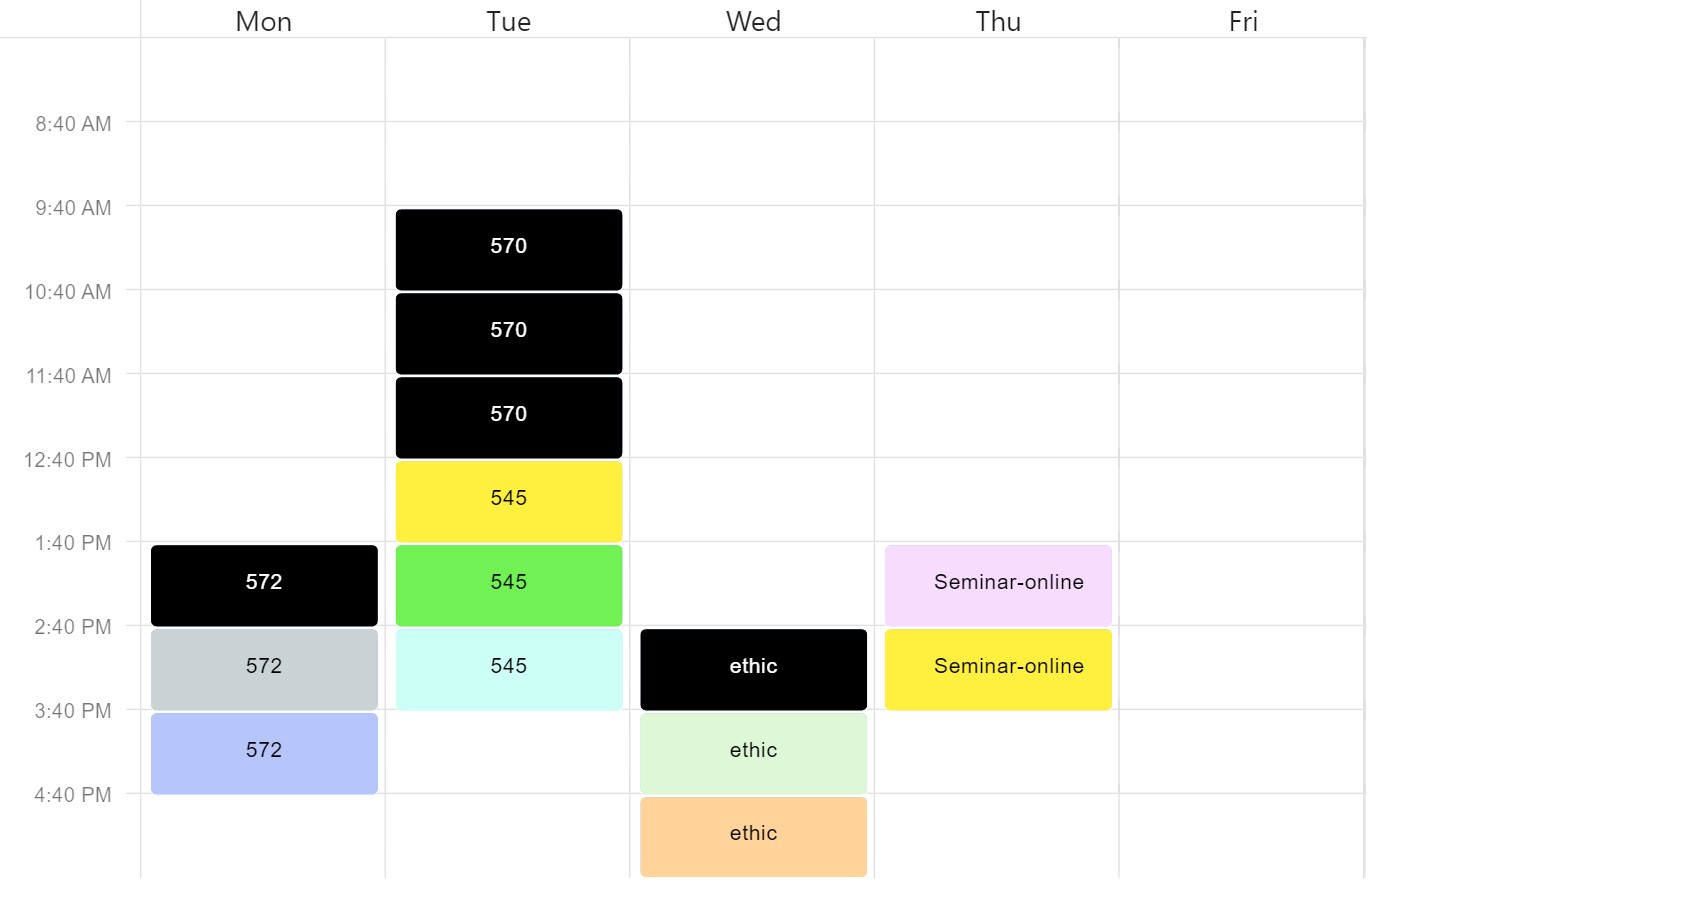 Mon Tue Wed Thu Fri
8:40 AM
9:40 AM
570
10:40 AM
570
11:40 AM
570
12:40 PM
545
1:40 PM
572 545 Seminar-online
2:40 PM
572 545 ethic Seminar-online
3:40 PM
572 ethic
4:40 PM
ethic